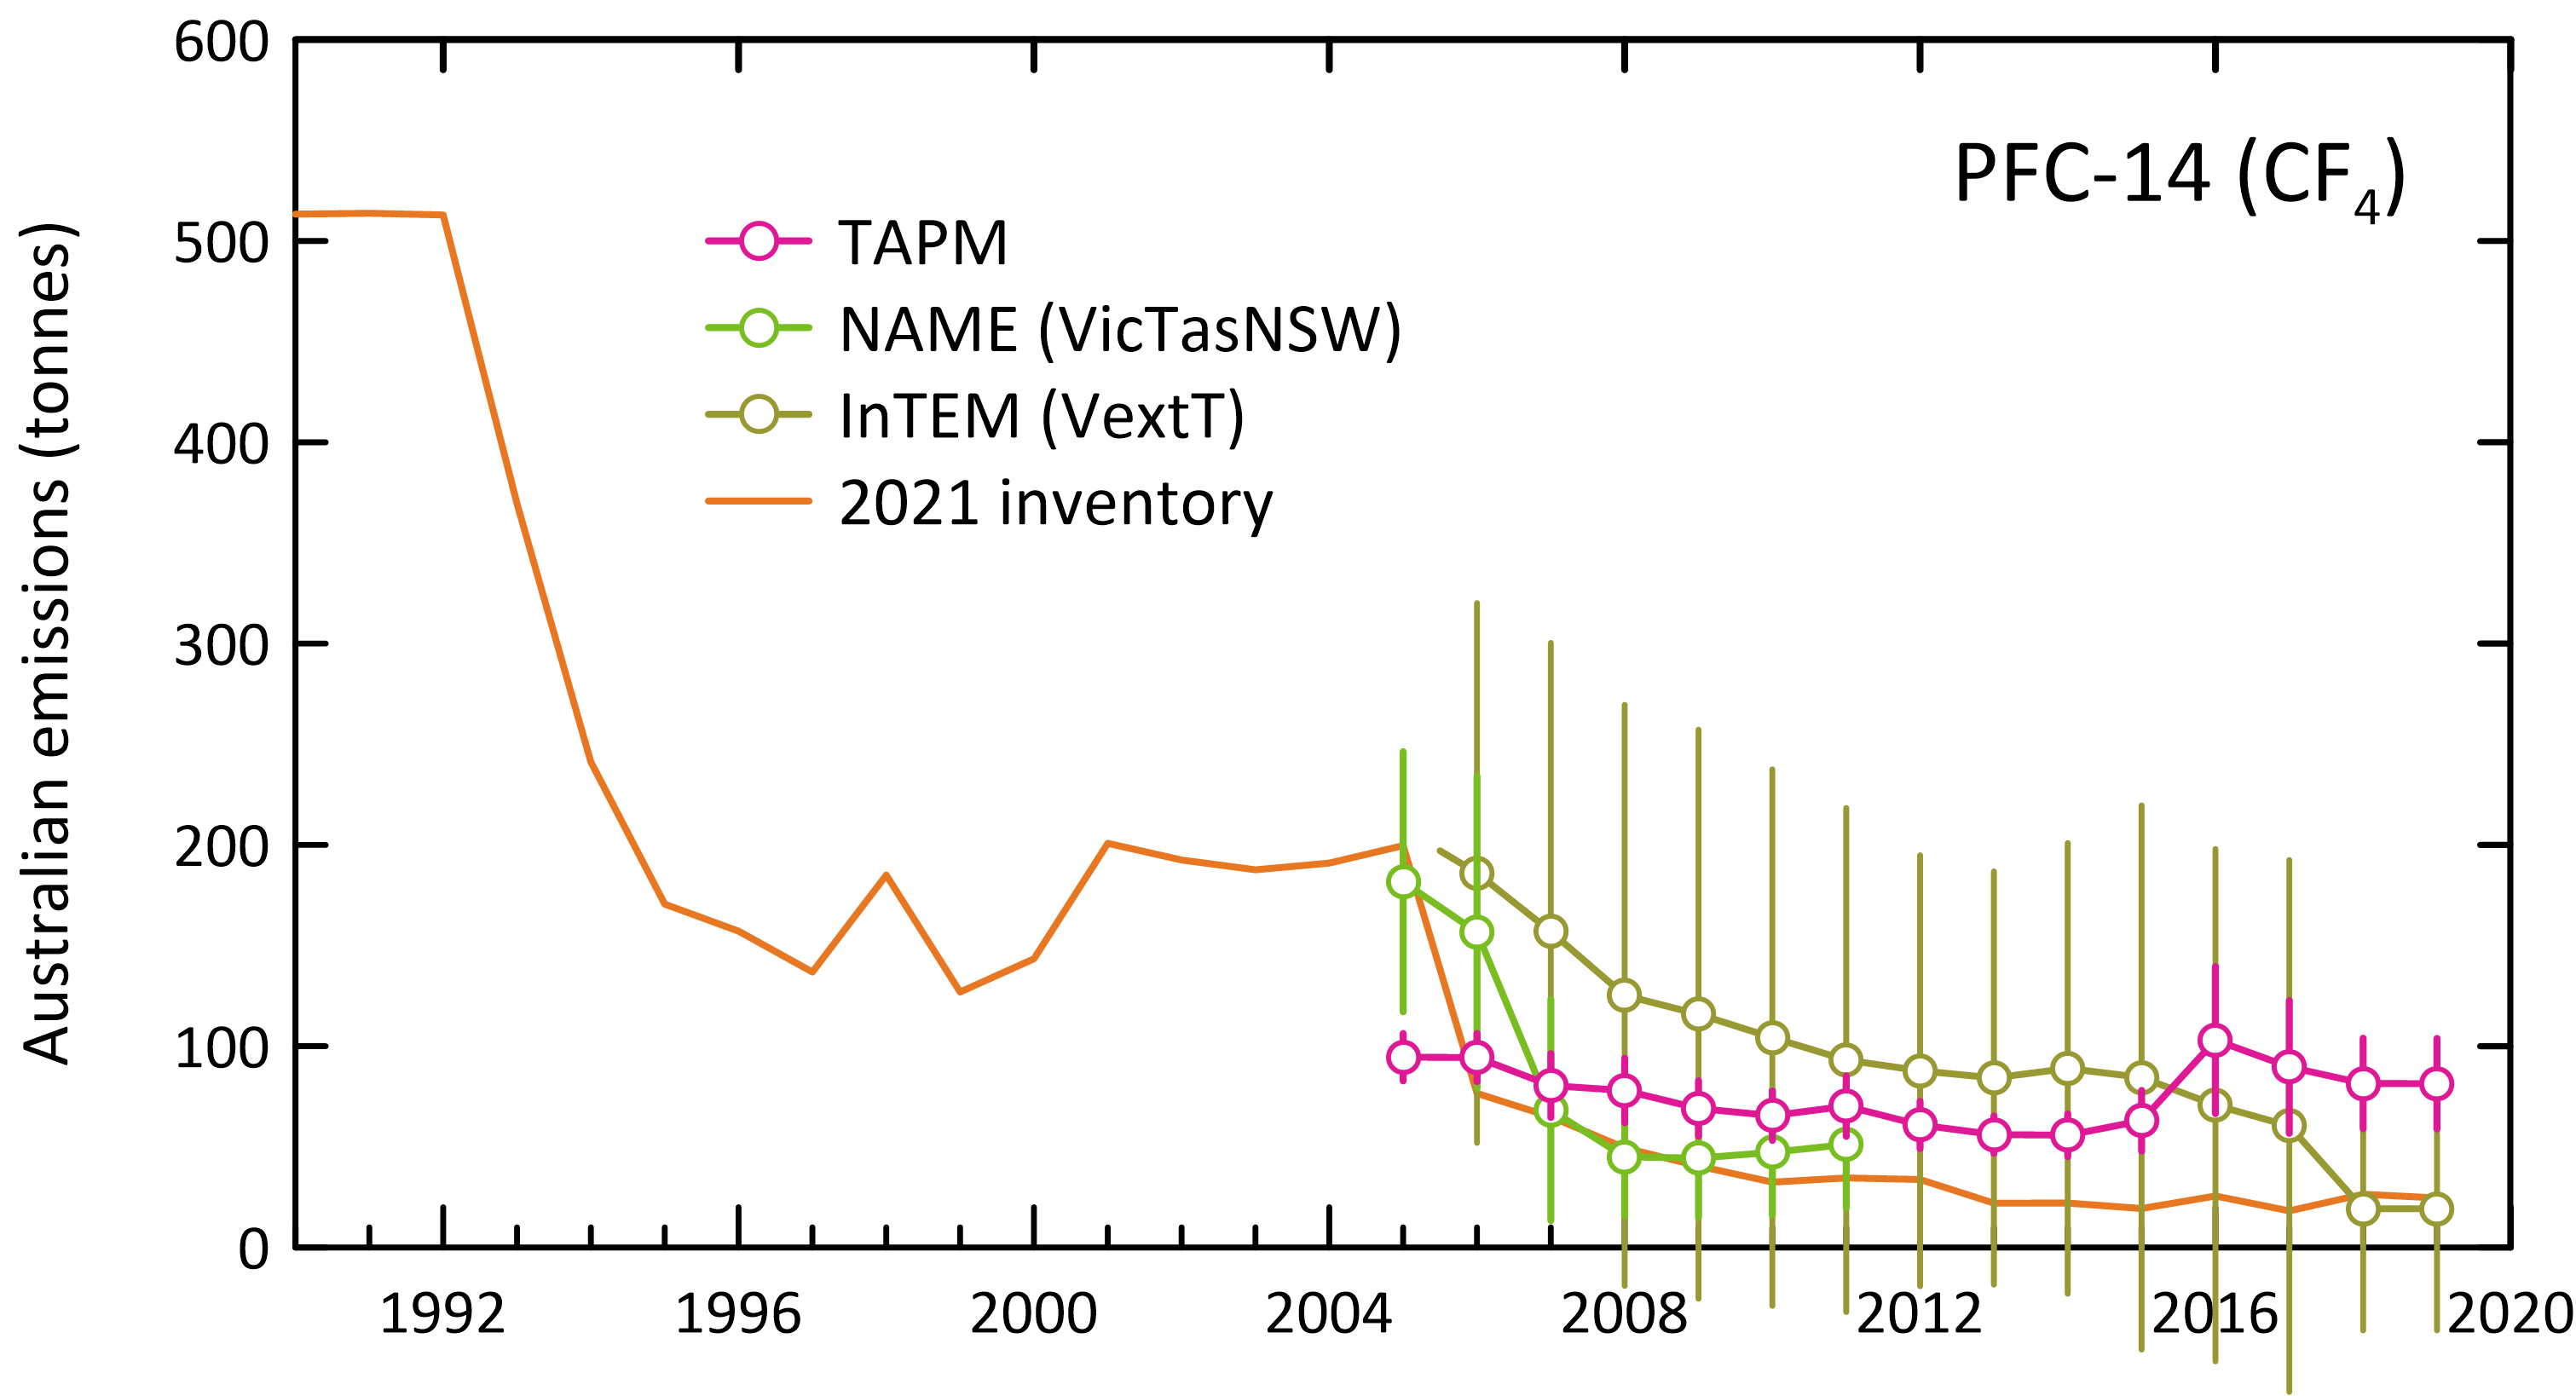 600
500
400
300
200
100
0
Australian emissions (tonnes)
PFC-14 (CF₄)
TAPM
NAME (VicTasNSW)
InTEM (VextT)
2021 inventory
1992 1996 2000 2004 2008 2012 2016 2020